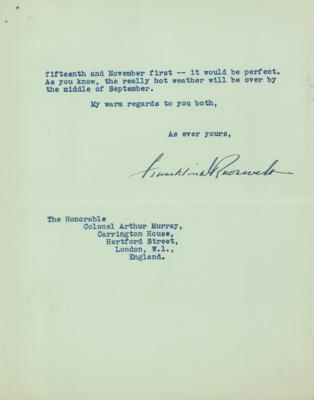 fifteenth and November first -- it would be perfect.
As you know, the really hot weather will be over by
the middle of September.
My warm regards to you both,
As ever yours,
Franklin D Roosevelt
The Honorable
Colonel Arthur Murray,
Carrington House,
Hertford Street,
London, W.1.,
England.